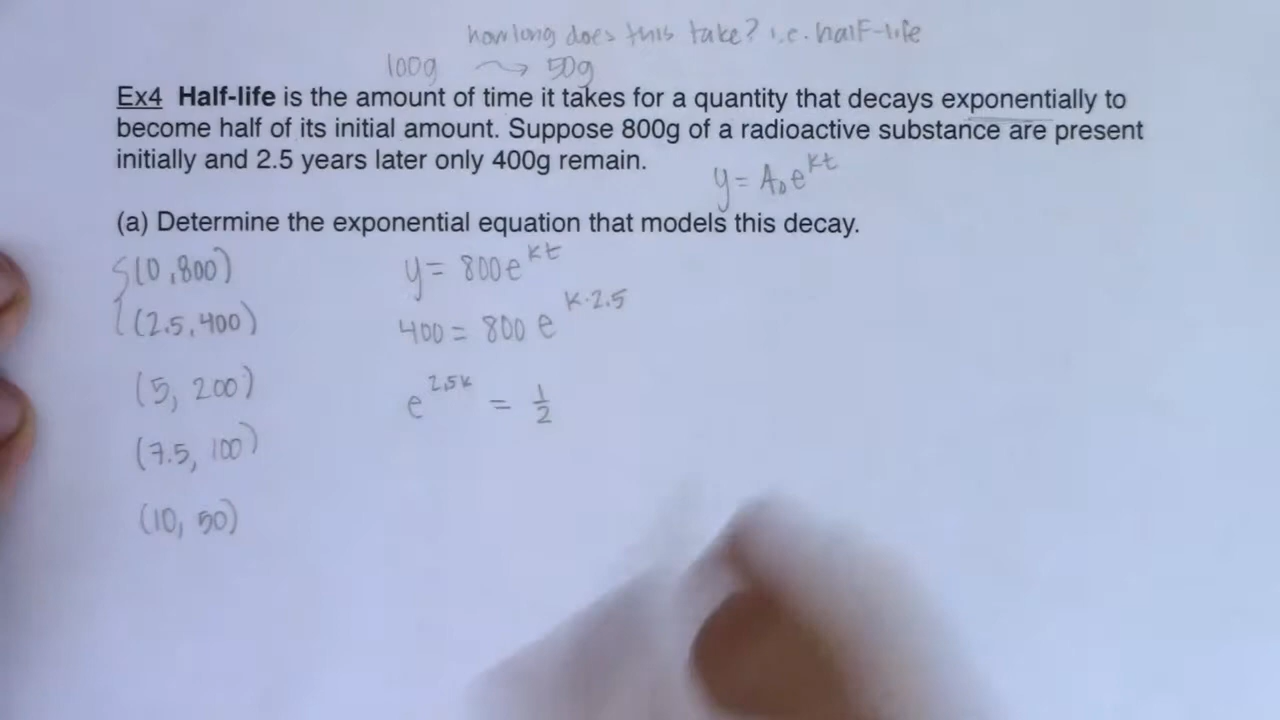 how long does this take? i.e. half-life
100g → 50g
Ex4 Half-life is the amount of time it takes for a quantity that decays exponentially to
become half of its initial amount. Suppose 800g of a radioactive substance are present
initially and 2.5 years later only 400g remain.
y = A₀e^kt
(a) Determine the exponential equation that models this decay.
(0,800)
(2.5,400)
(5, 200)
(7.5, 100)
(10, 50)
y = 800e^kt
400 = 800 e^k·2.5
e^2.5k = 1/2